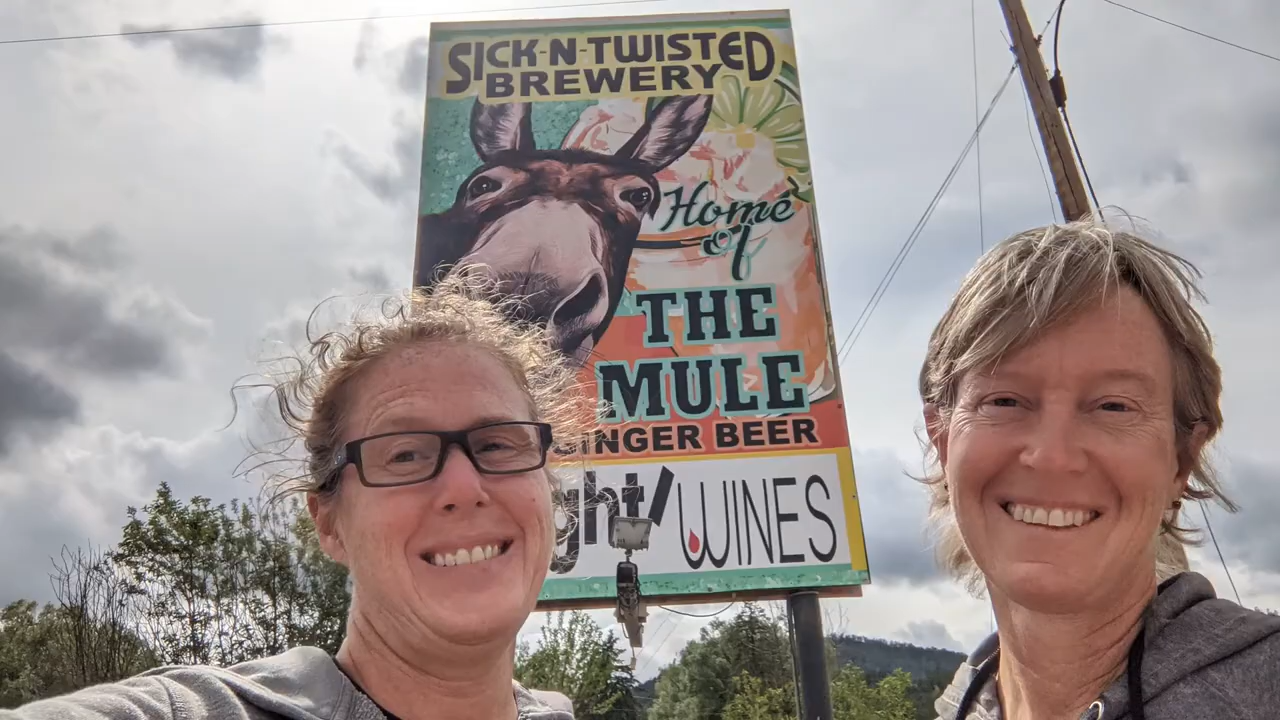 SICK-N-TWISTED
BREWERY
Home
of
THE
MULE
GINGER BEER
WINES